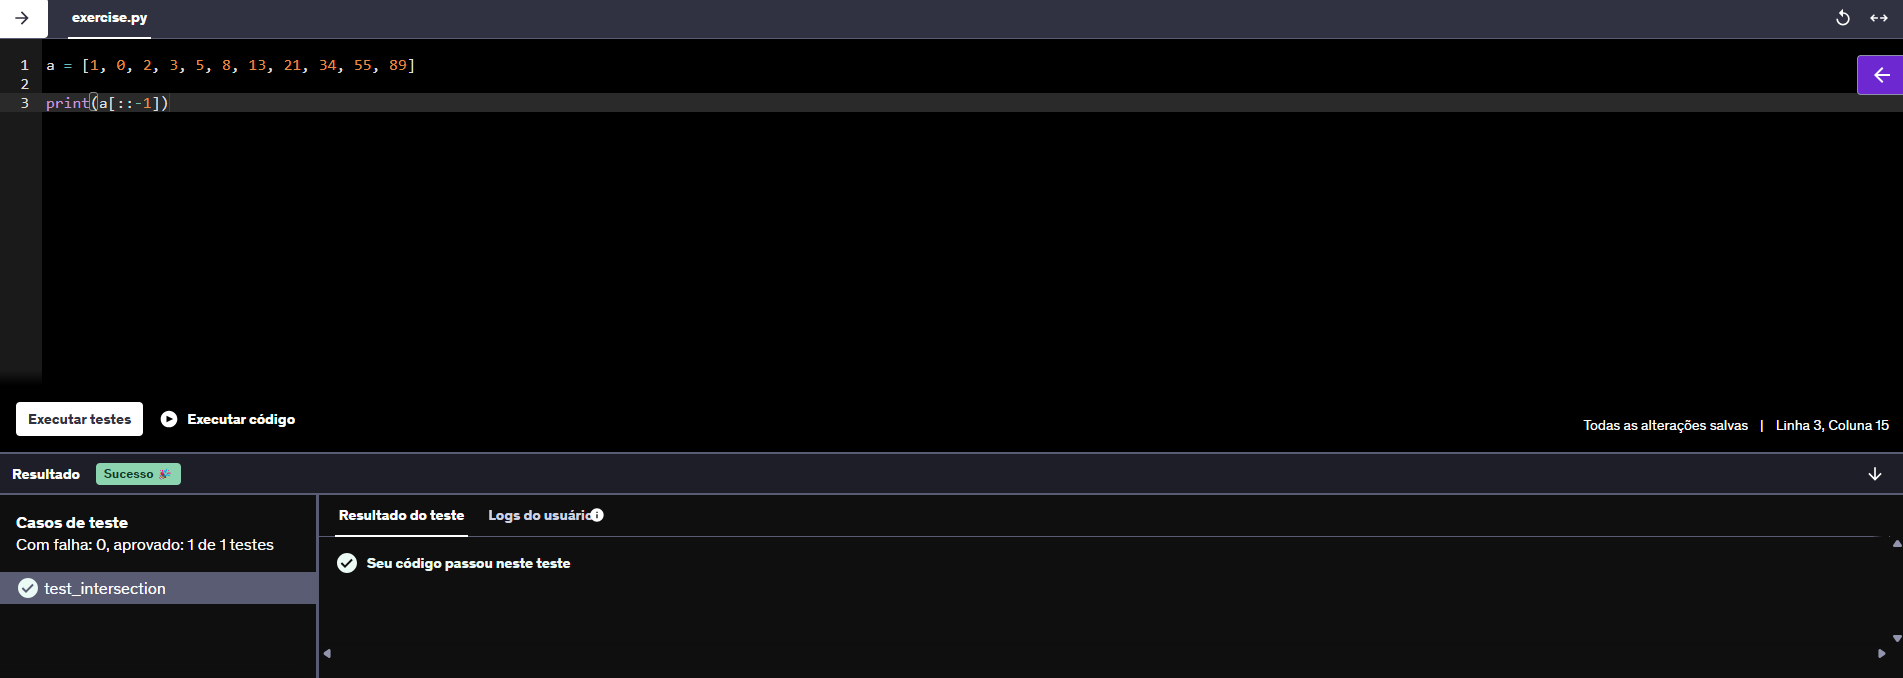 exercise.py
1 a = [1, 0, 2, 3, 5, 8, 13, 21, 34, 55, 89]
2
3 print(a[::-1])
Executar testes Executar código
Todas as alterações salvas | Linha 3, Coluna 15
Resultado Sucesso 🎉
Casos de teste
Com falha: 0, aprovado: 1 de 1 testes
test_intersection
Resultado do teste Logs do usuário
Seu código passou neste teste